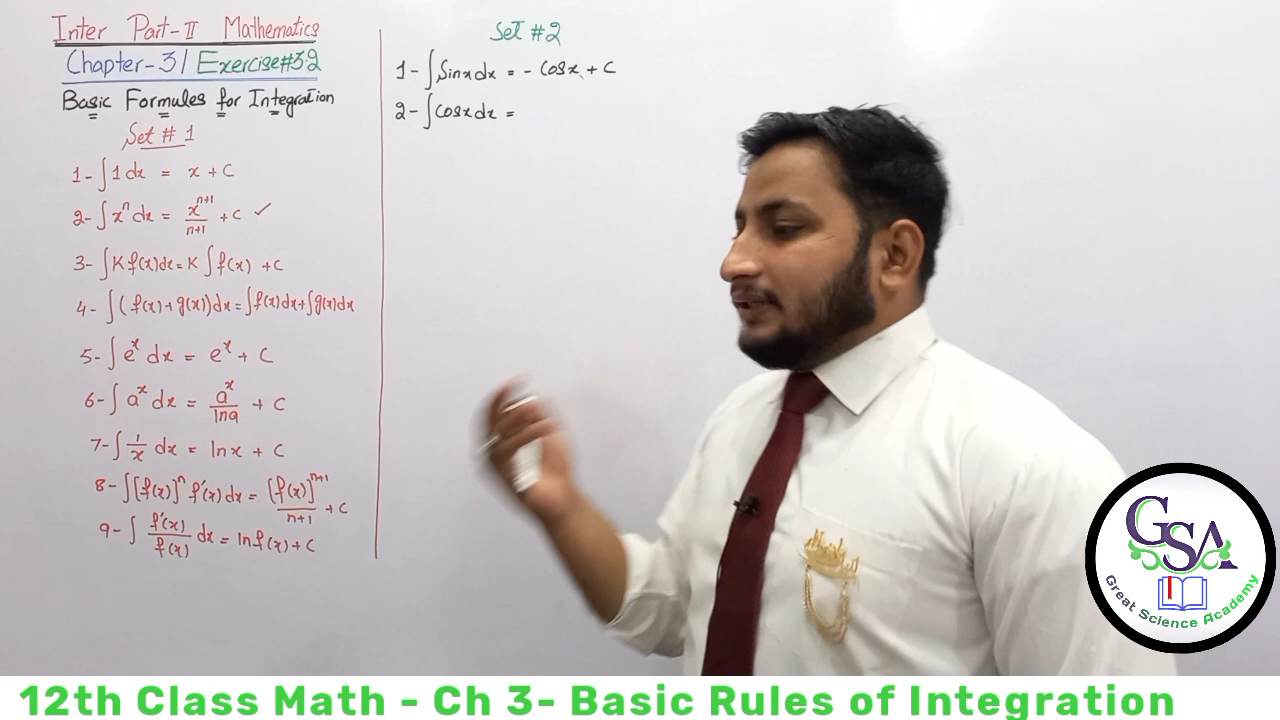 Inter Part-II Mathematics
Chapter-3 / Exercise#3.2
Basic Formules for Integration
Set # 1
1- ∫1 dx = x + C
2- ∫xⁿ dx = xⁿ⁺¹/n+1 + C ✓
3- ∫K f(x) dx = K ∫f(x) + C
4- ∫(f(x) + g(x)) dx = ∫f(x) dx + ∫g(x) dx
5- ∫eˣ dx = eˣ + C
6- ∫aˣ dx = aˣ/lna + C
7- ∫1/x dx = lnx + C
8- ∫[f(x)]ⁿ f'(x) dx = [f(x)]ⁿ⁺¹/n+1 + C
9- ∫f'(x)/f(x) dx = ln f(x) + C
Set #2
1- ∫Sinx dx = - Cosx + C
2- ∫Cosx dx =
GSA
Great Science Academy
12th Class Math - Ch 3- Basic Rules of Integration